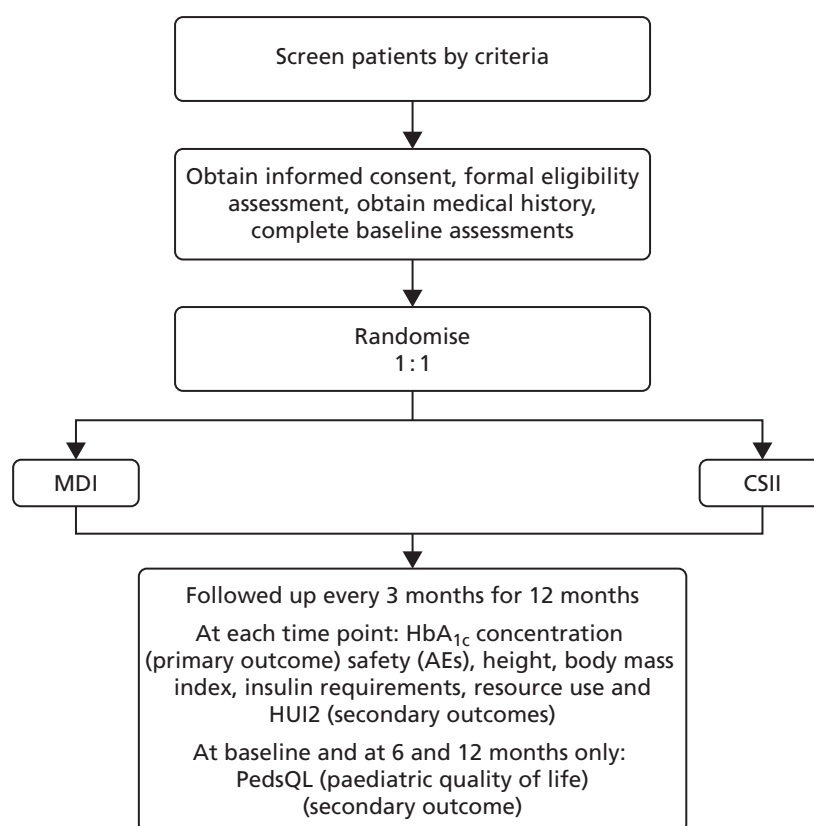 Screen patients by criteria
Obtain informed consent, formal eligibility
assessment, obtain medical history,
complete baseline assessments
Randomise
1 : 1
MDI
CSII
Followed up every 3 months for 12 months
At each time point: HbA1c concentration
(primary outcome) safety (AEs), height, body mass
index, insulin requirements, resource use and
HUI2 (secondary outcomes)
At baseline and at 6 and 12 months only:
PedsQL (paediatric quality of life)
(secondary outcome)